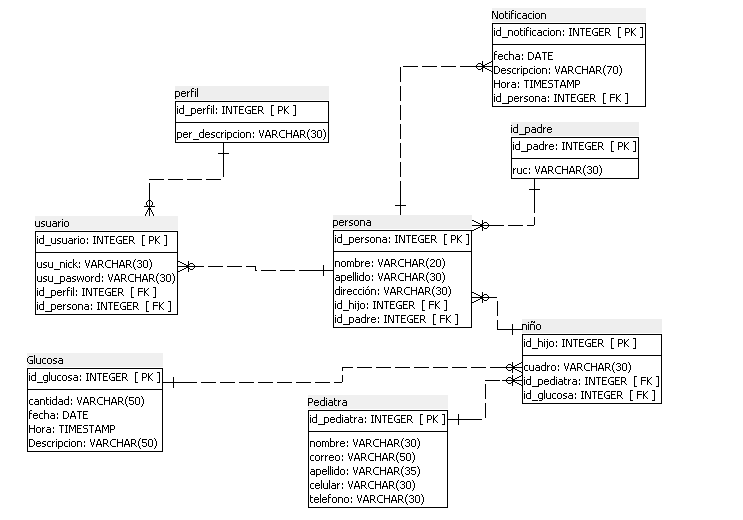 Notificacion
id_notificacion: INTEGER [ PK ]
fecha: DATE
Descripcion: VARCHAR(70)
Hora: TIMESTAMP
id_persona: INTEGER [ FK ]
perfil
id_perfil: INTEGER [ PK ]
per_descripcion: VARCHAR(30)
id_padre
id_padre: INTEGER [ PK ]
ruc: VARCHAR(30)
usuario
id_usuario: INTEGER [ PK ]
usu_nick: VARCHAR(30)
usu_pasword: VARCHAR(30)
id_perfil: INTEGER [ FK ]
id_persona: INTEGER [ FK ]
persona
id_persona: INTEGER [ PK ]
nombre: VARCHAR(20)
apellido: VARCHAR(30)
dirección: VARCHAR(30)
id_hijo: INTEGER [ FK ]
id_padre: INTEGER [ FK ]
niño
id_hijo: INTEGER [ PK ]
cuadro: VARCHAR(30)
id_pediatra: INTEGER [ FK ]
id_glucosa: INTEGER [ FK ]
Glucosa
id_glucosa: INTEGER [ PK ]
cantidad: VARCHAR(50)
fecha: DATE
Hora: TIMESTAMP
Descripcion: VARCHAR(50)
Pediatra
id_pediatra: INTEGER [ PK ]
nombre: VARCHAR(30)
correo: VARCHAR(50)
apellido: VARCHAR(35)
celular: VARCHAR(30)
telefono: VARCHAR(30)